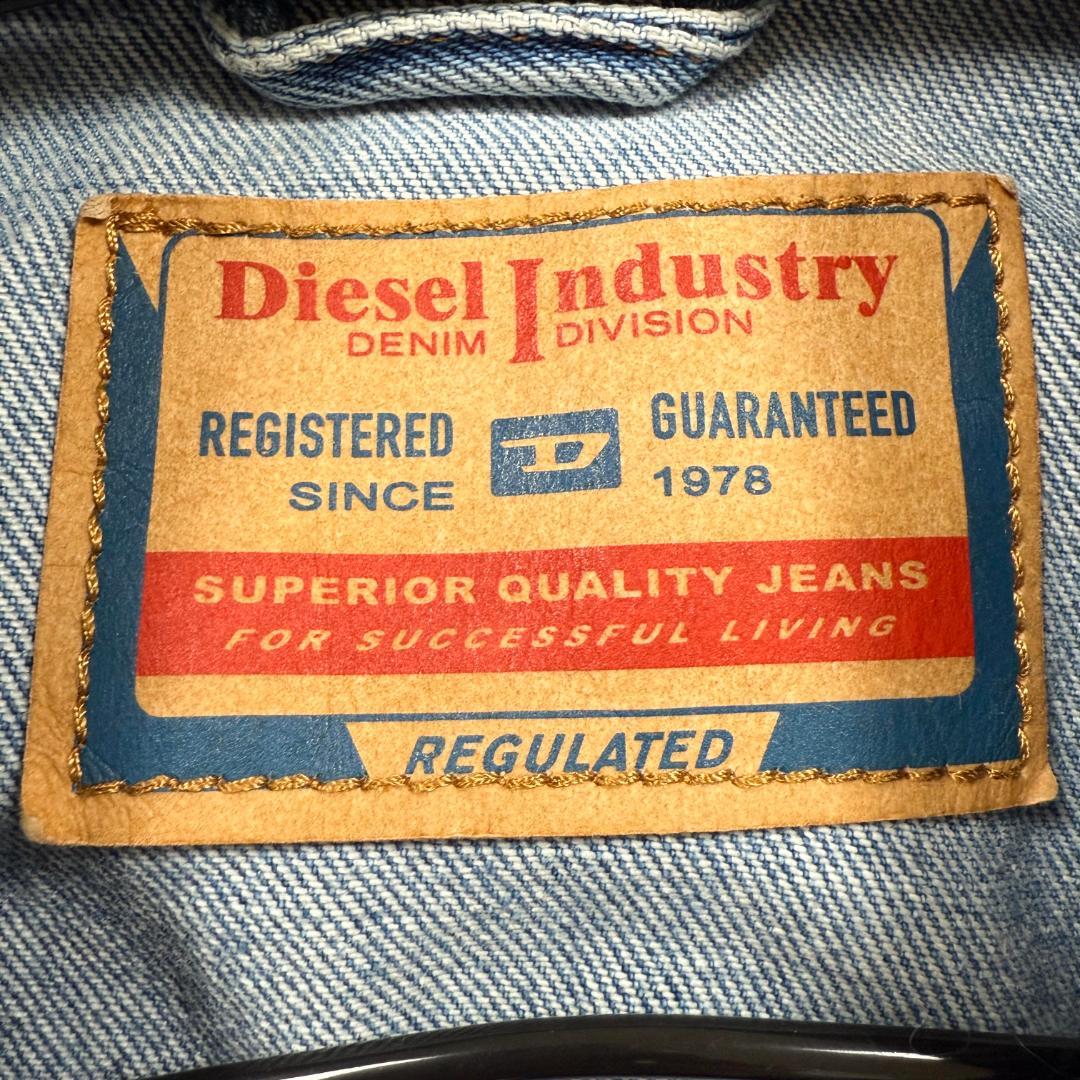 Diesel Industry
DENIM DIVISION
REGISTERED D GUARANTEED
SINCE 1978
SUPERIOR QUALITY JEANS
FOR SUCCESSFUL LIVING
REGULATED